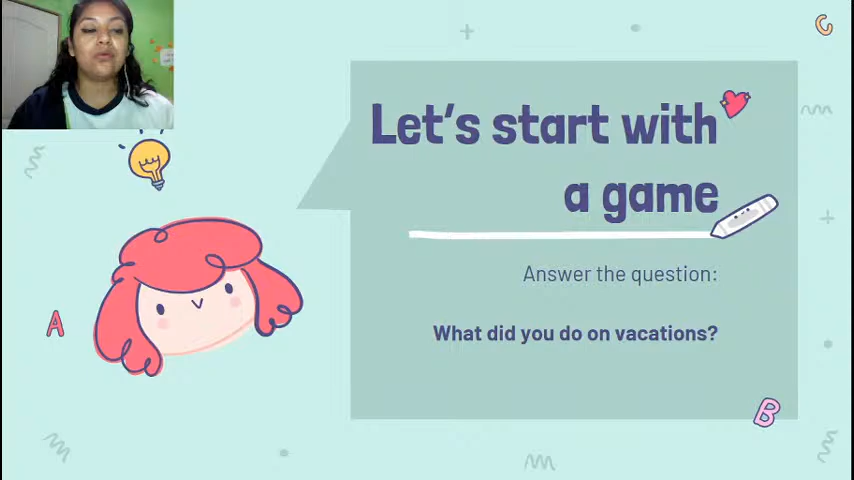 Let's start with
a game
Answer the question:
What did you do on vacations?
A
B
C